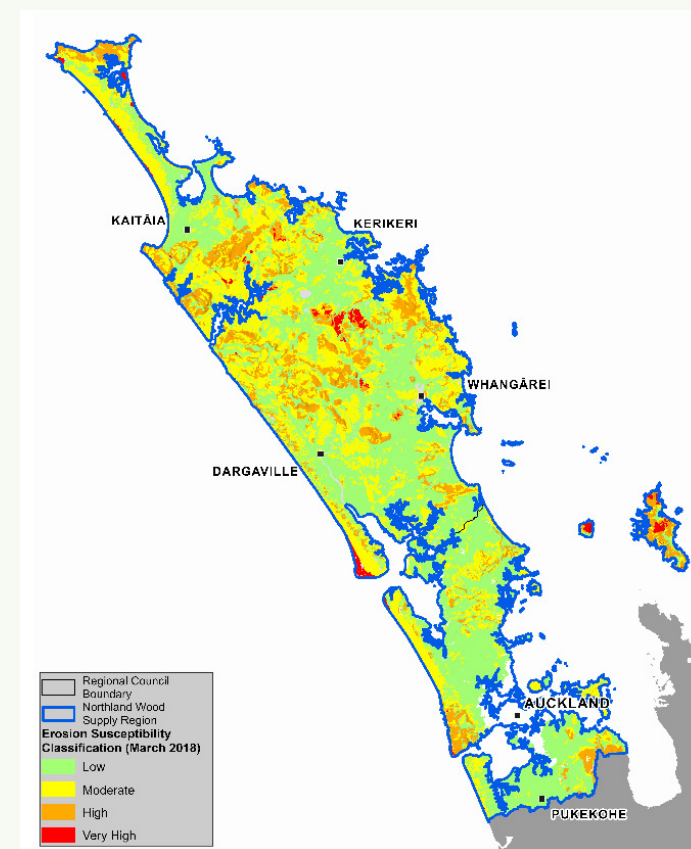 KAITĀIA
KERIKERI
WHANGĀREI
DARGAVILLE
AUCKLAND
PUKEKOHE
Regional Council
Boundary
Northland Wood
Supply Region
Erosion Susceptibility
Classification (March 2018)
Low
Moderate
High
Very High